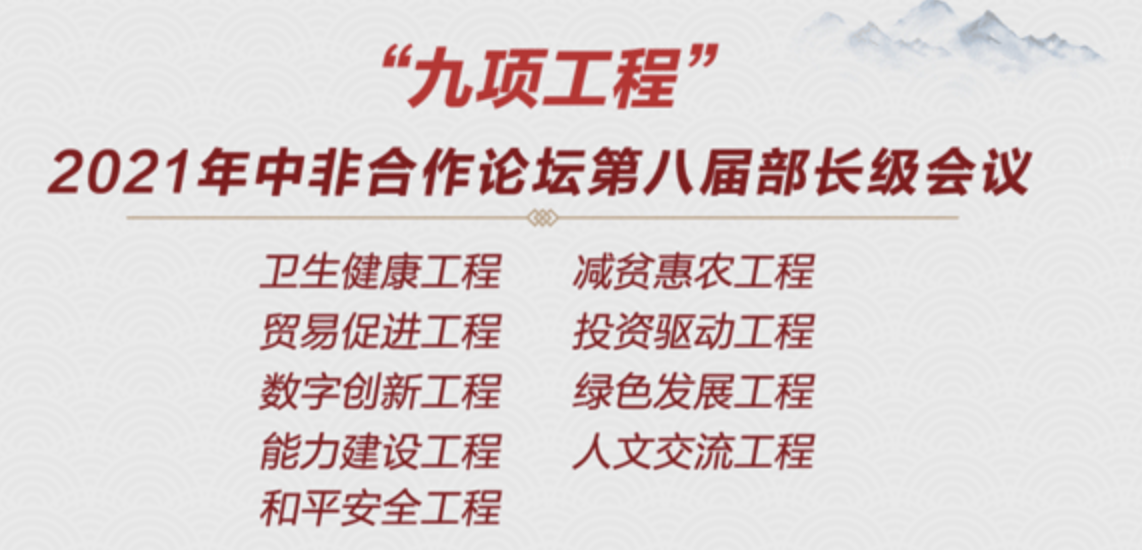 “九项工程”
2021年中非合作论坛第八届部长级会议
卫生健康工程 减贫惠农工程
贸易促进工程 投资驱动工程
数字创新工程 绿色发展工程
能力建设工程 人文交流工程
和平安全工程